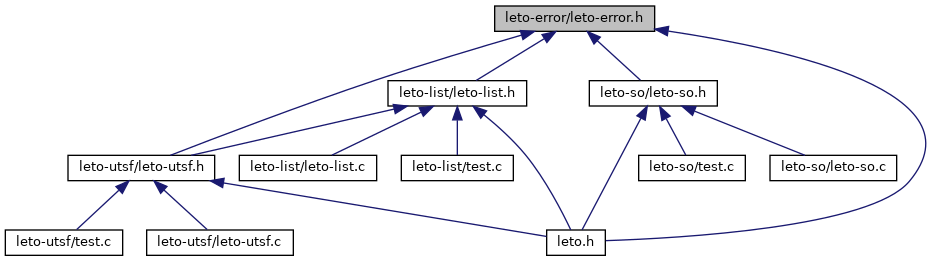 leto-error/leto-error.h
leto-list/leto-list.h
leto-so/leto-so.h
leto-utsf/leto-utsf.h
leto-list/leto-list.c
leto-list/test.c
leto-so/test.c
leto-so/leto-so.c
leto-utsf/test.c
leto-utsf/leto-utsf.c
leto.h